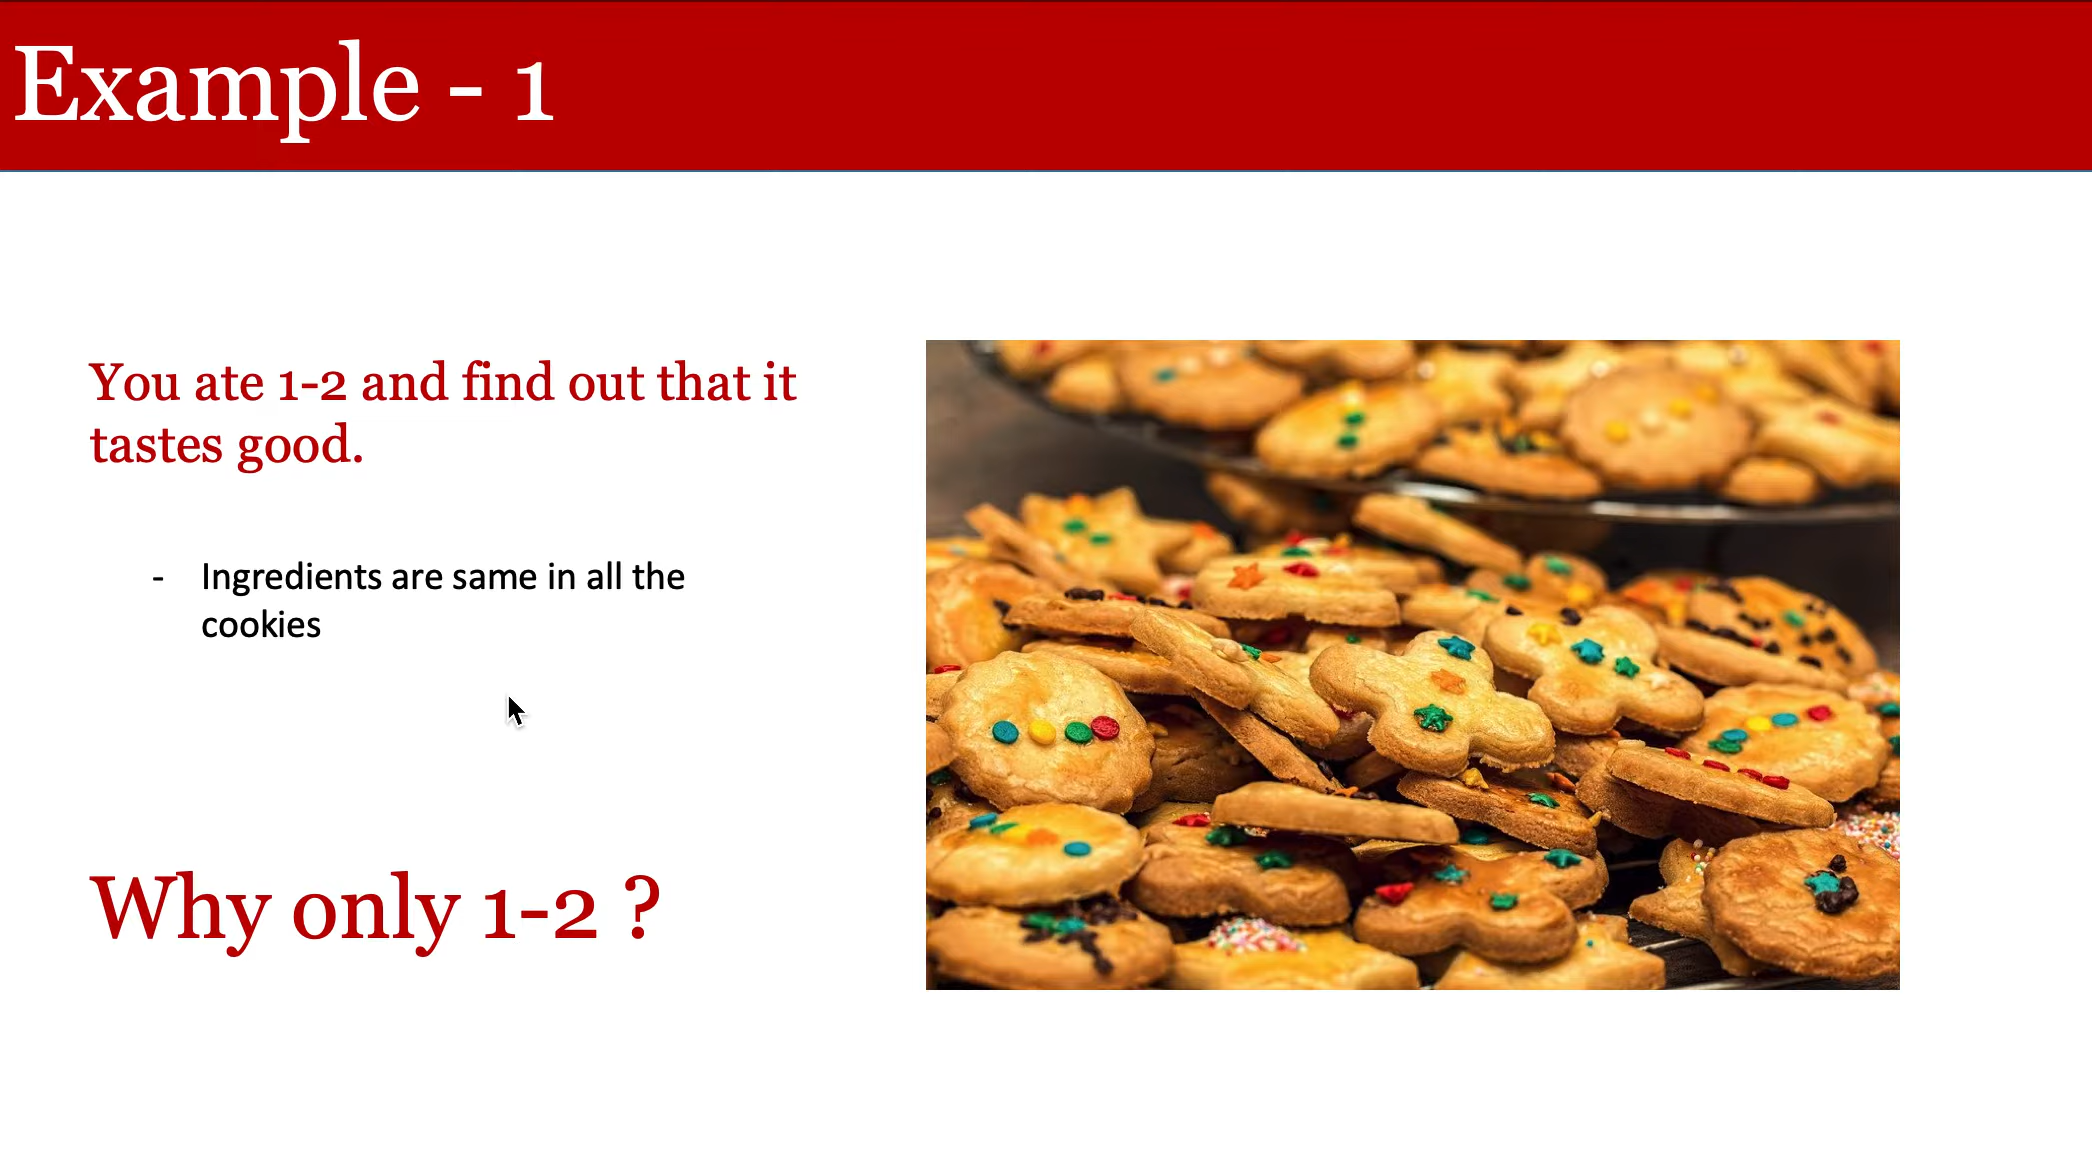 Example - 1
You ate 1-2 and find out that it
tastes good.
- Ingredients are same in all the
cookies
Why only 1-2 ?